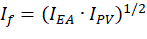 I_f = (I_{EA} · I_{PV})^{1/2}